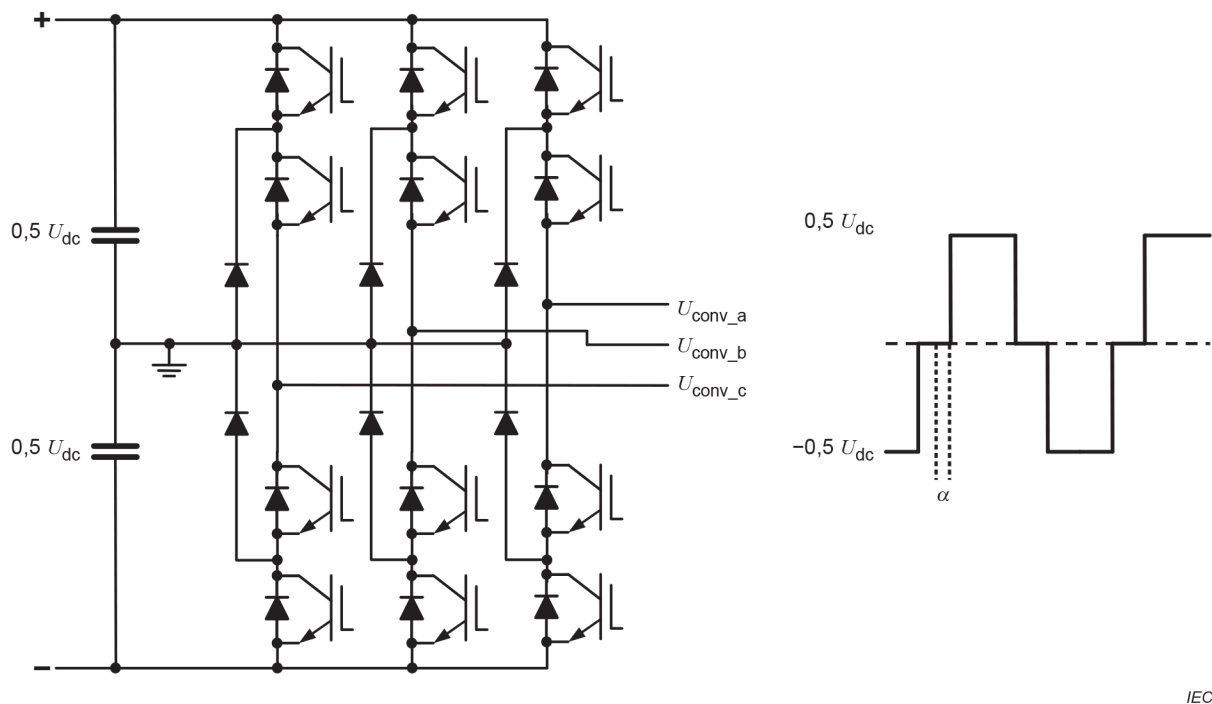 +
0,5 Udc
0,5 Udc
−
Uconv_a
Uconv_b
Uconv_c
0,5 Udc
−0,5 Udc
α
IEC